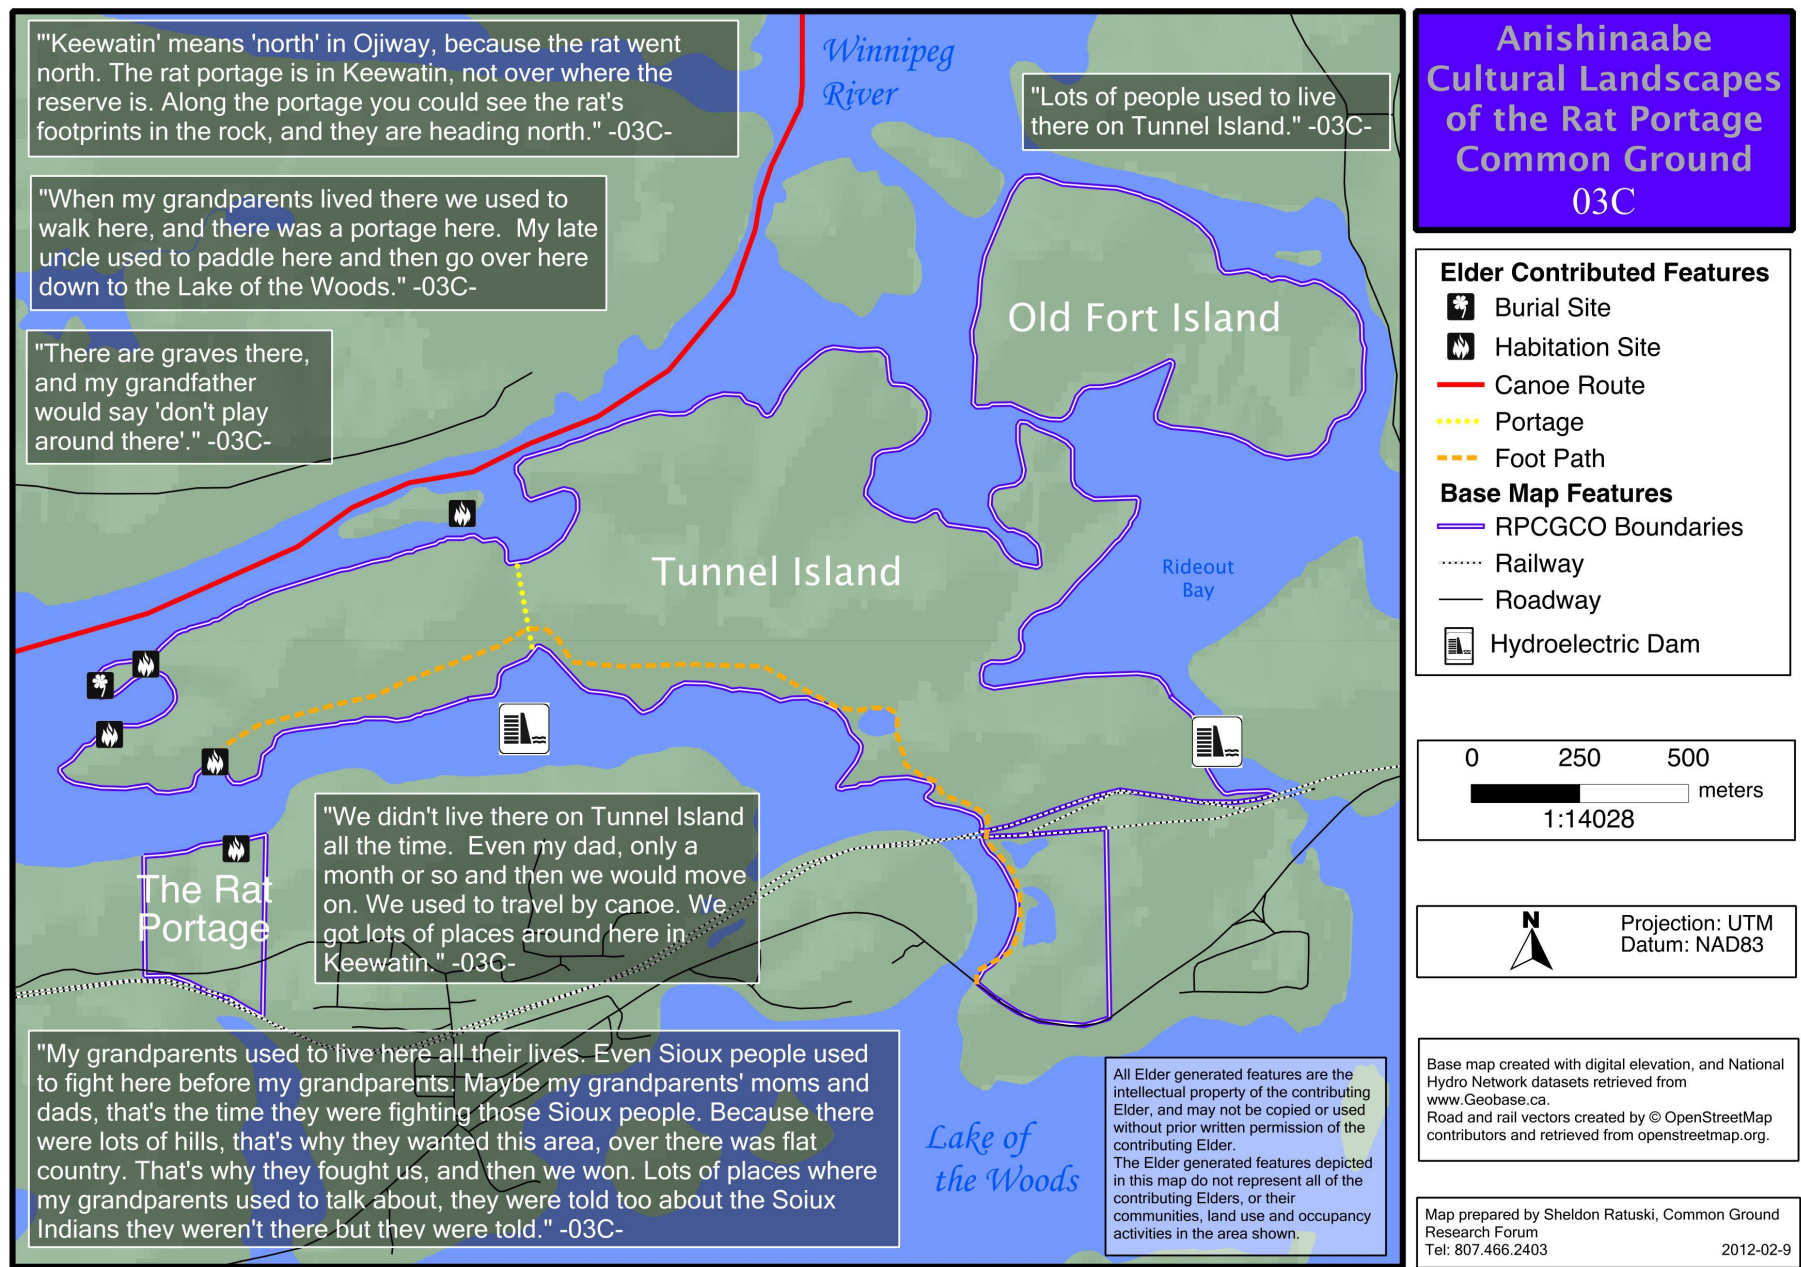 "'Keewatin' means 'north' in Ojiway, because the rat went
north. The rat portage is in Keewatin, not over where the
reserve is. Along the portage you could see the rat's
footprints in the rock, and they are heading north." -03C-
Winnipeg
River
"Lots of people used to live
there on Tunnel Island." -03C-
"When my grandparents lived there we used to
walk here, and there was a portage here. My late
uncle used to paddle here and then go over here
down to the Lake of the Woods." -03C-
"There are graves there,
and my grandfather
would say 'don't play
around there'." -03C-
Old Fort Island
Tunnel Island
Rideout
Bay
The Rat
Portage
"We didn't live there on Tunnel Island
all the time. Even my dad, only a
month or so and then we would move
on. We used to travel by canoe. We
got lots of places around here in
Keewatin." -03C-
"My grandparents used to live here all their lives. Even Sioux people used
to fight here before my grandparents. Maybe my grandparents' moms and
dads, that's the time they were fighting those Sioux people. Because there
were lots of hills, that's why they wanted this area, over there was flat
country. That's why they fought us, and then we won. Lots of places where
my grandparents used to talk about, they were told too about the Soiux
Indians they weren't there but they were told." -03C-
Lake of
the Woods
All Elder generated features are the
intellectual property of the contributing
Elder, and may not be copied or used
without prior written permission of the
contributing Elder.
The Elder generated features depicted
in this map do not represent all of the
contributing Elders, or their
communities, land use and occupancy
activities in the area shown.
Anishinaabe
Cultural Landscapes
of the Rat Portage
Common Ground
03C
Elder Contributed Features
Burial Site
Habitation Site
Canoe Route
Portage
Foot Path
Base Map Features
RPCGCO Boundaries
Railway
Roadway
Hydroelectric Dam
0 250 500
meters
1:14028
N
Projection: UTM
Datum: NAD83
Base map created with digital elevation, and National
Hydro Network datasets retrieved from
www.Geobase.ca.
Road and rail vectors created by © OpenStreetMap
contributors and retrieved from openstreetmap.org.
Map prepared by Sheldon Ratuski, Common Ground
Research Forum
Tel: 807.466.2403 2012-02-9